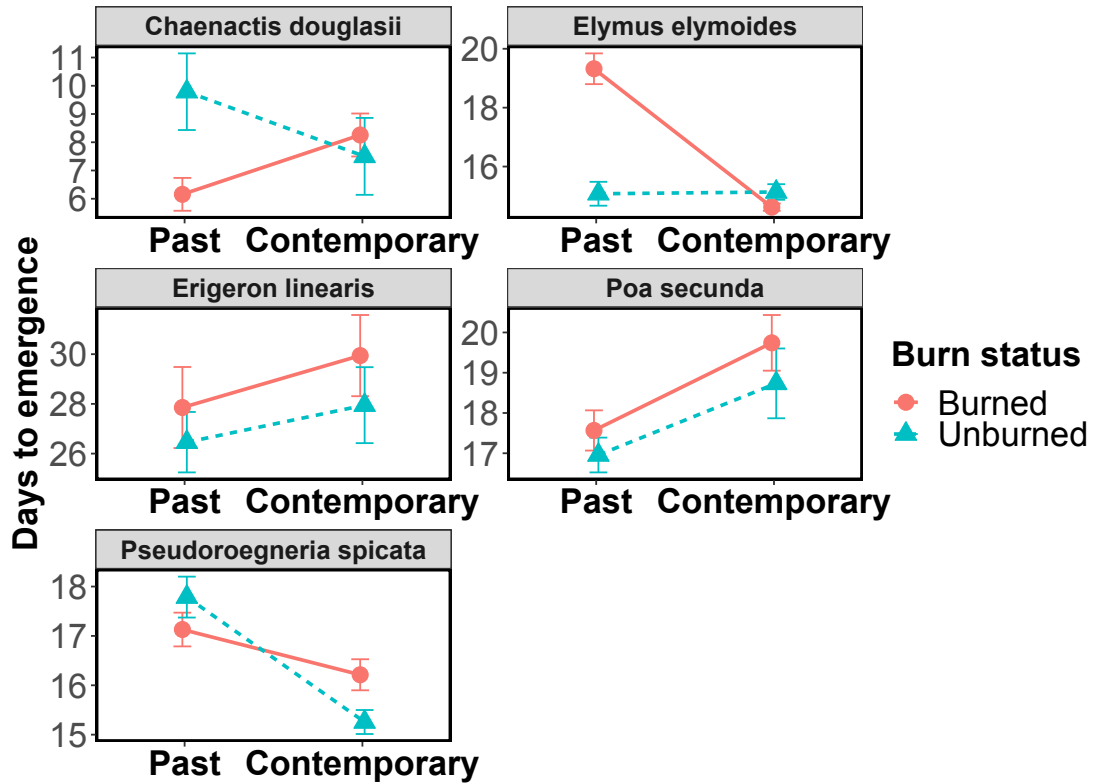 Chaenactis douglasii
11
10
9
8
7
6
Past Contemporary
Elymus elymoides
20
18
16
Past Contemporary
Days to emergence
Erigeron linearis
30
28
26
Past Contemporary
Poa secunda
20
19
18
17
Past Contemporary
Pseudoroegneria spicata
18
17
16
15
Past Contemporary
Burn status
Burned
Unburned